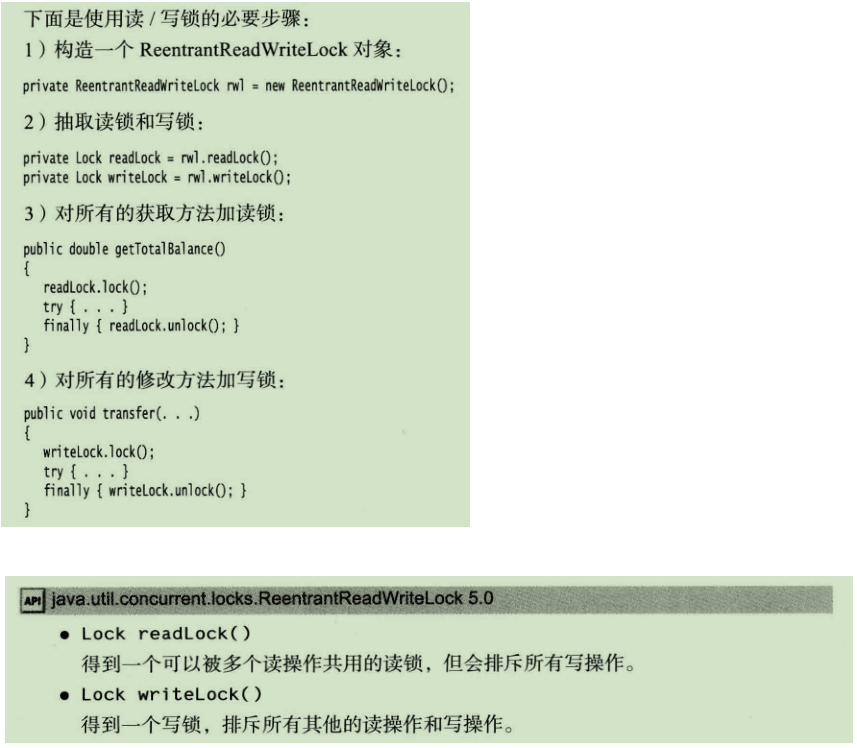 下面是使用读 / 写锁的必要步骤：
1）构造一个 ReentrantReadWriteLock 对象：
private ReentrantReadWriteLock rwl = new ReentrantReadWriteLock();
2）抽取读锁和写锁：
private Lock readLock = rwl.readLock();
private Lock writeLock = rwl.writeLock();
3）对所有的获取方法加读锁：
public double getTotalBalance()
{
readLock.lock();
try { . . . }
finally { readLock.unlock(); }
}
4）对所有的修改方法加写锁：
public void transfer(. . .)
{
writeLock.lock();
try { . . . }
finally { writeLock.unlock(); }
}
API java.util.concurrent.locks.ReentrantReadWriteLock 5.0
● Lock readLock()
得到一个可以被多个读操作共用的读锁，但会排斥所有写操作。
● Lock writeLock()
得到一个写锁，排斥所有其他的读操作和写操作。